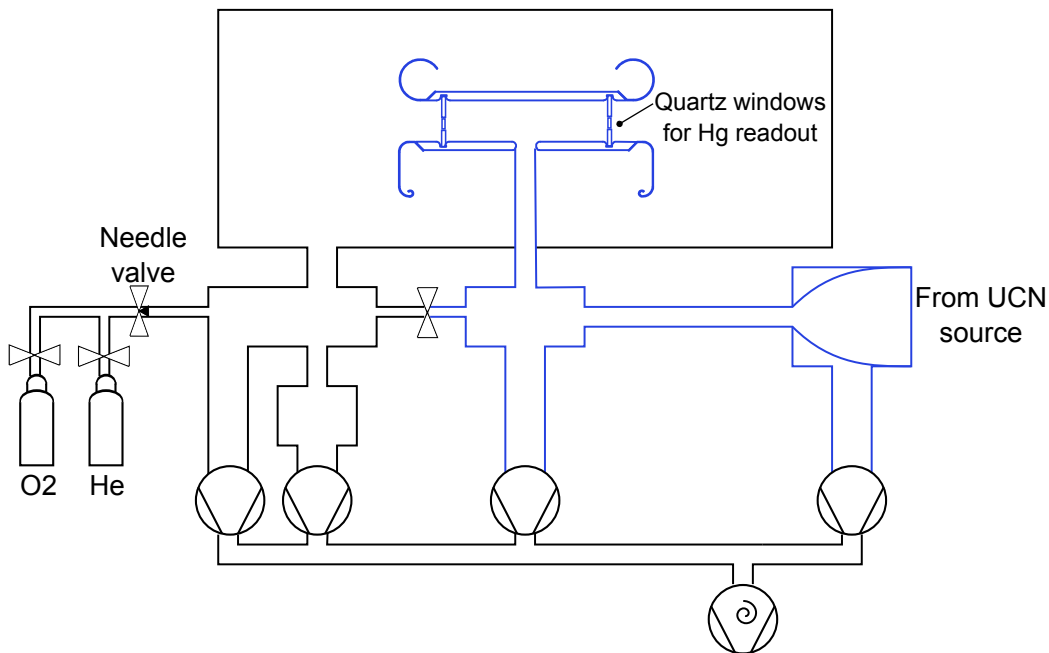 Quartz windows
for Hg readout
Needle
valve
From UCN
source
O2
He